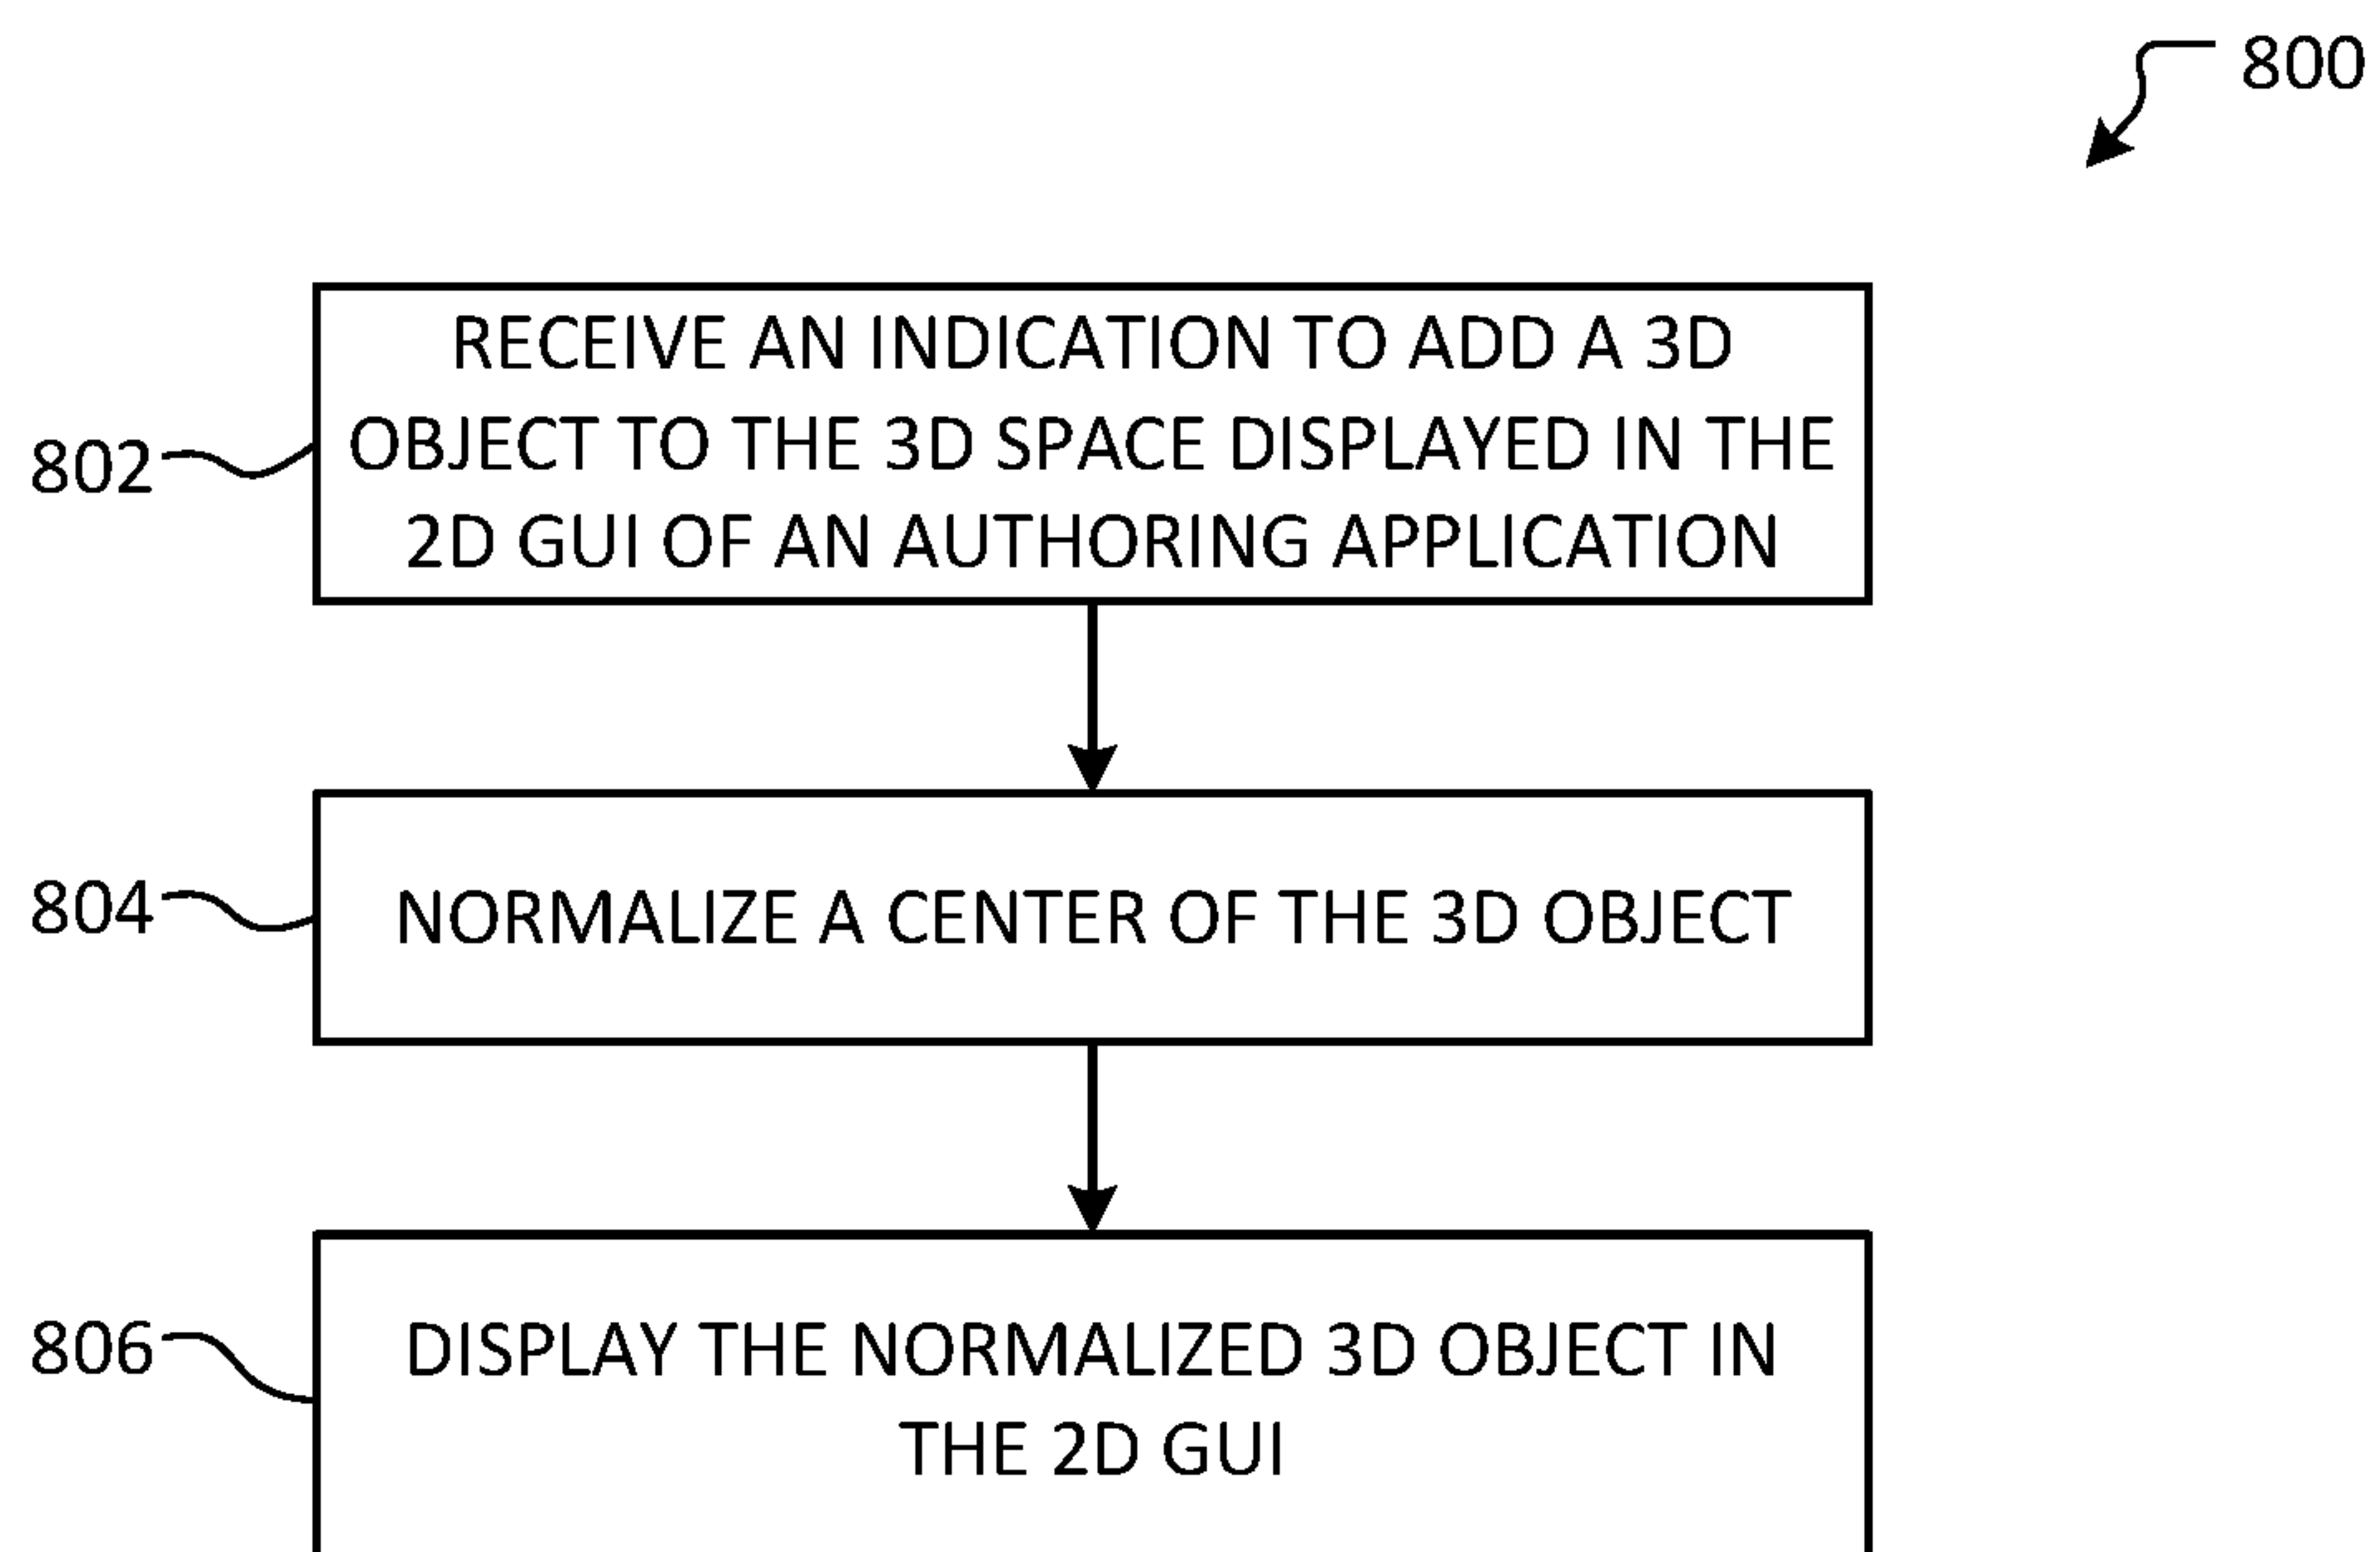 800
RECEIVE AN INDICATION TO ADD A 3D
OBJECT TO THE 3D SPACE DISPLAYED IN THE
2D GUI OF AN AUTHORING APPLICATION
802
NORMALIZE A CENTER OF THE 3D OBJECT
804
DISPLAY THE NORMALIZED 3D OBJECT IN
THE 2D GUI
806